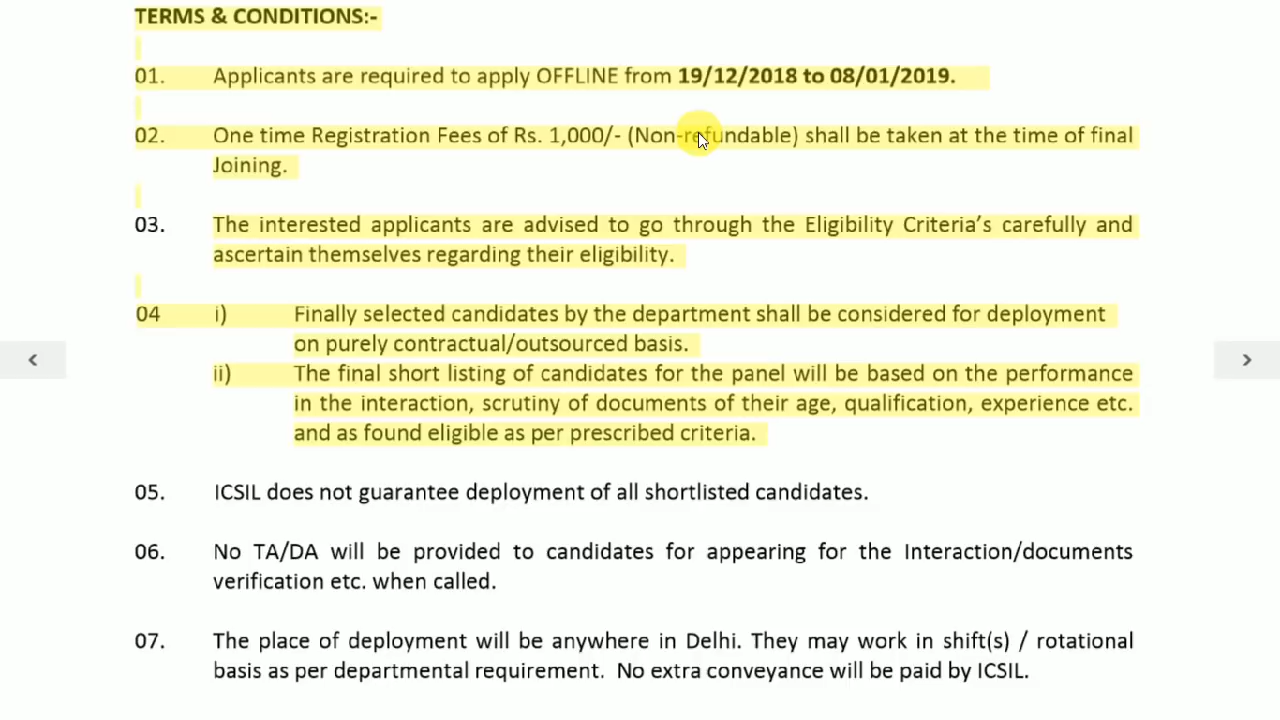 TERMS & CONDITIONS:-
01. Applicants are required to apply OFFLINE from 19/12/2018 to 08/01/2019.
02. One time Registration Fees of Rs. 1,000/- (Non-refundable) shall be taken at the time of final
Joining.
03. The interested applicants are advised to go through the Eligibility Criteria's carefully and
ascertain themselves regarding their eligibility.
04 i) Finally selected candidates by the department shall be considered for deployment
on purely contractual/outsourced basis.
ii) The final short listing of candidates for the panel will be based on the performance
in the interaction, scrutiny of documents of their age, qualification, experience etc.
and as found eligible as per prescribed criteria.
05. ICSIL does not guarantee deployment of all shortlisted candidates.
06. No TA/DA will be provided to candidates for appearing for the Interaction/documents
verification etc. when called.
07. The place of deployment will be anywhere in Delhi. They may work in shift(s) / rotational
basis as per departmental requirement. No extra conveyance will be paid by ICSIL.